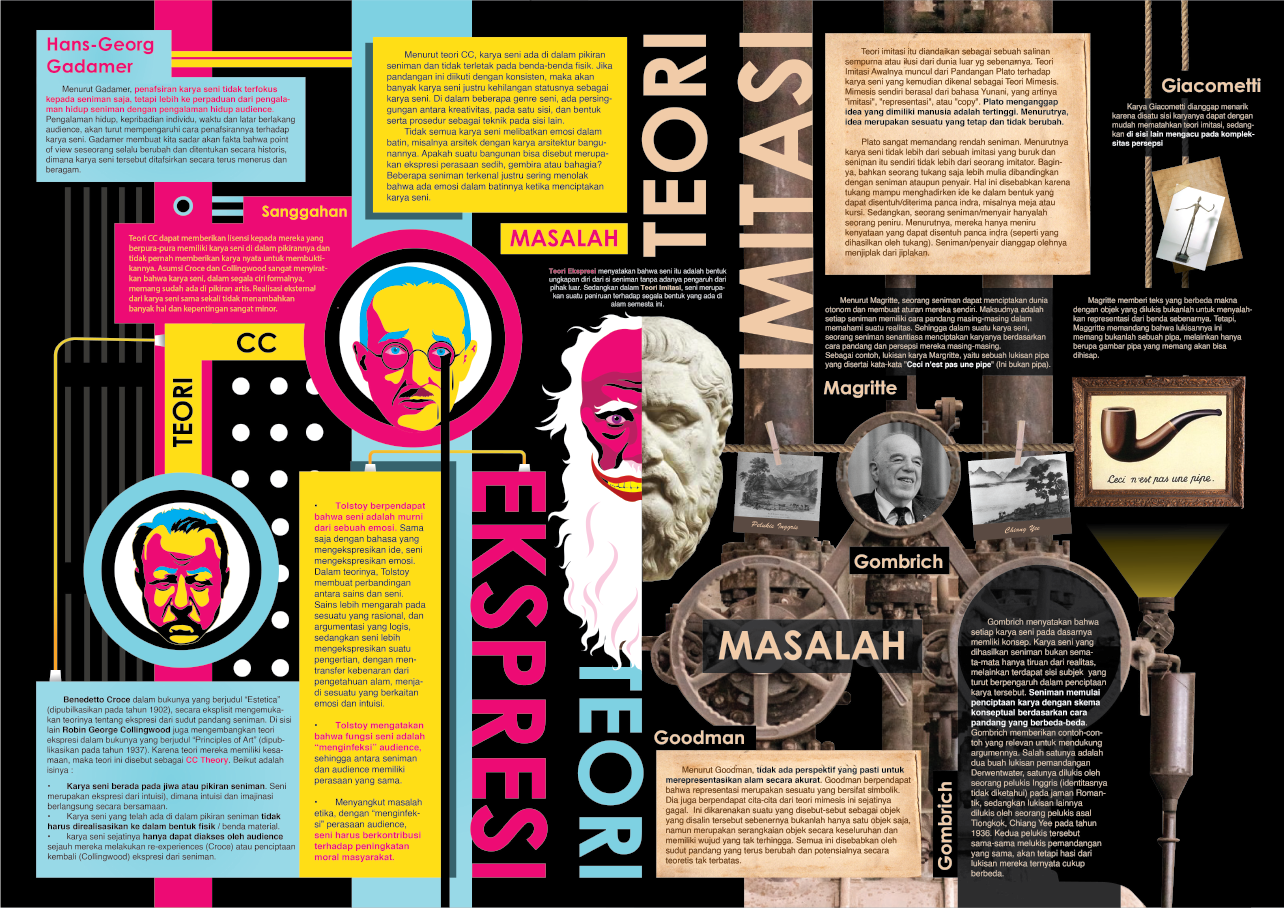 Hans-Georg
Gadamer
Menurut Gadamer, penafsiran karya seni tidak terfokus
kepada seniman saja, tetapi lebih ke perpaduan dari pengala-
man hidup seniman dengan pengalaman hidup audience.
Pengalaman hidup, kepribadian individu, waktu dan latar berlakang
audience, akan turut mempengaruhi cara penafsirannya terhadap
karya seni. Gadamer membuat kita sadar akan fakta bahwa point
of view seseorang selalu berubah dan ditentukan secara historis,
dimana karya seni tersebut ditafsirkan secara terus menerus dan
beragam.
Sanggahan
Teori CC dapat memberikan lisensi kepada mereka yang
berpura-pura memiliki karya seni di dalam pikirannya dan
tidak pernah memberikan karya nyata untuk membukti-
kannya. Asumsi Croce dan Collingwood sangat menyirat-
kan bahwa karya seni, dalam segala ciri formalnya,
memang sudah ada di pikiran artis. Realisasi eksternal
dari karya seni sama sekali tidak menambahkan
banyak hal dan kepentingan sangat minor.
CC
TEORI
Benedetto Croce dalam bukunya yang berjudul "Estetica"
(dipubilkasikan pada tahun 1902), secara eksplisit mengemuka-
kan teorinya tentang ekspresi dari sudut pandang seniman. Di sisi
lain Robin George Collingwood juga mengembangkan teori
ekspresi dalam bukunya yang berjudul "Principles of Art" (dipub-
likasikan pada tahun 1937). Karena teori mereka memiliki kesa-
maan, maka teori ini disebut sebagai CC Theory. Beikut adalah
isinya :
• Karya seni berada pada jiwa atau pikiran seniman. Seni
merupakan ekspresi dari intuisi), dimana intuisi dan imajinasi
berlangsung secara bersamaan.
• Karya seni yang telah ada di dalam pikiran seniman tidak
harus direalisasikan ke dalam bentuk fisik / benda material.
• karya seni sejatinya hanya dapat diakses oleh audience
sejauh mereka melakukan re-experiences (Croce) atau penciptaan
kembali (Collingwood) ekspresi dari seniman.
Menurut teori CC, karya seni ada di dalam pikiran
seniman dan tidak terletak pada benda-benda fisik. Jika
pandangan ini diikuti dengan konsisten, maka akan
banyak karya seni justru kehilangan statusnya sebagai
karya seni. Di dalam beberapa genre seni, ada persing-
gungan antara kreativitas, pada satu sisi, dan bentuk
serta prosedur sebagai teknik pada sisi lain.
Tidak semua karya seni melibatkan emosi dalam
batin, misalnya arsitek dengan karya arsitektur bangu-
nannya. Apakah suatu bangunan bisa disebut merupa-
kan ekspresi perasaan sedih, gembira atau bahagia?
Beberapa seniman terkenal justru sering menolak
bahwa ada emosi dalam batinnya ketika menciptakan
karya seni.
MASALAH
Teori Ekspresi menyatakan bahwa seni itu adalah bentuk
ungkapan diri dari si seniman tanpa adanya pengaruh dari
pihak luar. Sedangkan dalam Teori Imitasi, seni merupa-
kan suatu peniruan terhadap segala bentuk yang ada di
alam semesta ini.
• Tolstoy berpendapat
bahwa seni adalah murni
dari sebuah emosi. Sama
saja dengan bahasa yang
mengekspresikan ide, seni
mengekspresikan emosi.
Dalam teorinya, Tolstoy
membuat perbandingan
antara sains dan seni.
Sains lebih mengarah pada
sesuatu yang rasional, dan
argumentasi yang logis,
sedangkan seni lebih
mengekspresikan suatu
pengertian, dengan men-
transfer kebenaran dari
pengetahuan alam, menja-
di sesuatu yang berkaitan
emosi dan intuisi.
• Tolstoy mengatakan
bahwa fungsi seni adalah
"menginfeksi" audience,
sehingga antara seniman
dan audience memiliki
perasaan yang sama.
• Menyangkut masalah
etika, dengan "menginfek-
si" perasaan audience,
seni harus berkontribusi
terhadap peningkatan
moral masyarakat.
EKSPRESI
TEORI
TEORI
IMITASI
Teori imitasi itu diandaikan sebagai sebuah salinan
sempurna atau ilusi dari dunia luar yg sebenarnya. Teori
Imitasi Awalnya muncul dari Pandangan Plato terhadap
karya seni yang kemudian dikenal sebagai Teori Mimesis.
Mimesis sendiri berasal dari bahasa Yunani, yang artinya
"imitasi", "representasi", atau "copy". Plato menganggap
idea yang dimiliki manusia adalah tertinggi. Menurutnya,
idea merupakan sesuatu yang tetap dan tidak berubah.
Plato sangat memandang rendah seniman. Menurutnya
karya seni tidak lebih dari sebuah imitasi yang buruk dan
seniman itu sendiri tidak lebih dari seorang imitator. Bagin-
ya, bahkan seorang tukang saja lebih mulia dibandingkan
dengan seniman ataupun penyair. Hal ini disebabkan karena
tukang mampu menghadirken ide ke dalam bentuk yang
dapat disentuh/diterima panca indra, misalnya meja atau
kursi. Sedangkan, seorang seniman/menyair hanyalah
seorang peniru. Menurutnya, mereka hanya meniru
kenyataan yang dapat disentuh panca indra (seperti yang
dihasilkan oleh tukang). Seniman/penyair dianggap olehnya
menjiplak dari jiplakan.
Giacometti
Karya Giacometti dianggap menarik
karena disatu sisi karyanya dapat dengan
mudah mematahkan teori imitasi, sedang-
kan di sisi lain mengacu pada komplek-
sitas persepsi
Menurut Magritte, seorang seniman dapat menciptakan dunia
otonom dan membuat aturan mereka sendiri. Maksudnya adalah
setiap seniman memiliki cara pandang masing-masing dalam
memahami suatu realitas. Sehingga dalam suatu karya seni,
seorang seniman senantiasa menciptakan karyanya berdasarkan
cara pandang dan persepsi mereka masing-masing.
Sebagai contoh, lukisan karya Margritte, yaitu sebuah lukisan pipa
yang disertai kata-kata "Ceci n'est pas une pipe" (Ini bukan pipa).
Magritte memberi teks yang berbeda makna
dengan objek yang dilukis bukanlah untuk menyalah-
kan representasi dari benda sebenarnya. Tetapi,
Maggritte memandang bahwa lukisannya ini
memang bukanlah sebuah pipa, melainkan hanya
berupa gambar pipa yang memang akan bisa
dihisap.
Magritte
Ceci n'est pas une pipe.
Pelukis Inggris
Chiong Yee
Gombrich
MASALAH
Goodman
Menurut Goodman, tidak ada perspektif yang pasti untuk
merepresentasikan alam secara akurat. Goodman berpendapat
bahwa representasi merupakan sesuatu yang bersifat simbolik.
Dia juga berpendapat cita-cita dari teori mimesis ini sejatinya
gagal. Ini dikarenakan suatu yang disebut-sebut sebagai objek
yang disalin tersebut sebenernya bukanlah hanya satu objek saja,
namun merupakan serangkaian objek secara keseluruhan dan
memiliki wujud yang tak terhingga. Semua ini disebabkan oleh
sudut pandang yang terus berubah dan potensialnya secara
teoretis tak terbatas.
Gombrich
Gombrich menyatakan bahwa
setiap karya seni pada dasarnya
memliki konsep. Karya seni yang
dihasilkan seniman bukan sema-
ta-mata hanya tiruan dari realitas,
melainkan terdapat sisi subjek yang
turut berpengaruh dalam penciptaan
karya tersebut. Seniman memulai
penciptaan karya dengan skema
konseptual berdasarkan cara
pandang yang berbeda-beda.
Gombrich memberikan contoh-con-
toh yang relevan untuk mendukung
argumennya. Salah satunya adalah
dua buah lukisan pemandangan
Derwentwater, satunya dilukis oleh
seorang pelukis Inggris (identitasnya
tidak diketahui) pada jaman Roman-
tik, sedangkan lukisan lainnya
dilukis oleh seorang pelukis asal
Tiongkok, Chiang Yee pada tahun
1936. Kedua pelukis tersebut
sama-sama melukis pemandangan
yang sama, akan tetapi hasi dari
lukisan mereka ternyata cukup
berbeda.